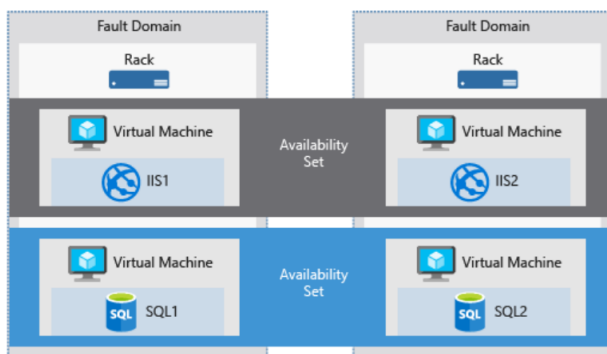 Fault Domain
Fault Domain
Rack
Rack
Virtual Machine
Availability
Set
Virtual Machine
IIS1
IIS2
Virtual Machine
Availability
Set
Virtual Machine
SQL
SQL1
SQL
SQL2